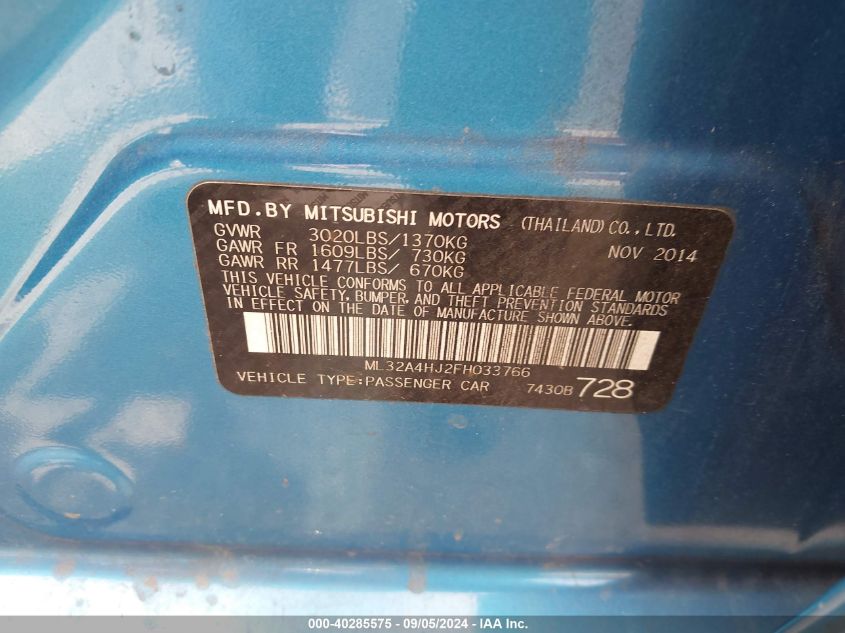 MFD.BY MITSUBISHI MOTORS (THAILAND)CO.,LTD.
GVWR 3020LBS/1370KG NOV 2014
GAWR FR 1609LBS/ 730KG
GAWR RR 1477LBS/ 670KG
THIS VEHICLE CONFORMS TO ALL APPLICABLE FEDERAL MOTOR
VEHICLE SAFETY, BUMPER, AND THEFT PREVENTION STANDARDS
IN EFFECT ON THE DATE OF MANUFACTURE SHOWN ABOVE.
ML32A4HJ2FH033766
VEHICLE TYPE:PASSENGER CAR 7430B 728
000-40285575 - 09/05/2024 - IAA Inc.